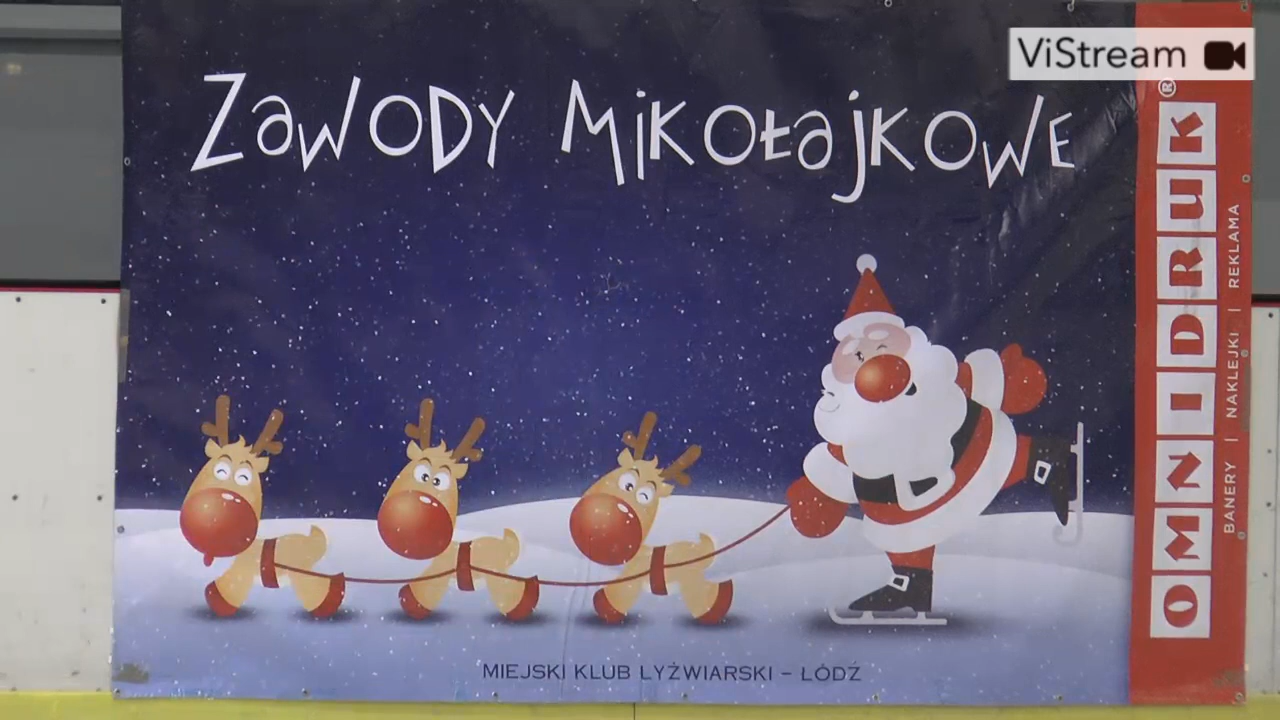 ViStream
ZAWODY MIKOŁAJKOWE
OMNIDRUK®
BANERY | NAKLEJKI | REKLAMA
MIEJSKI KLUB ŁYŻWIARSKI – ŁÓDŹ